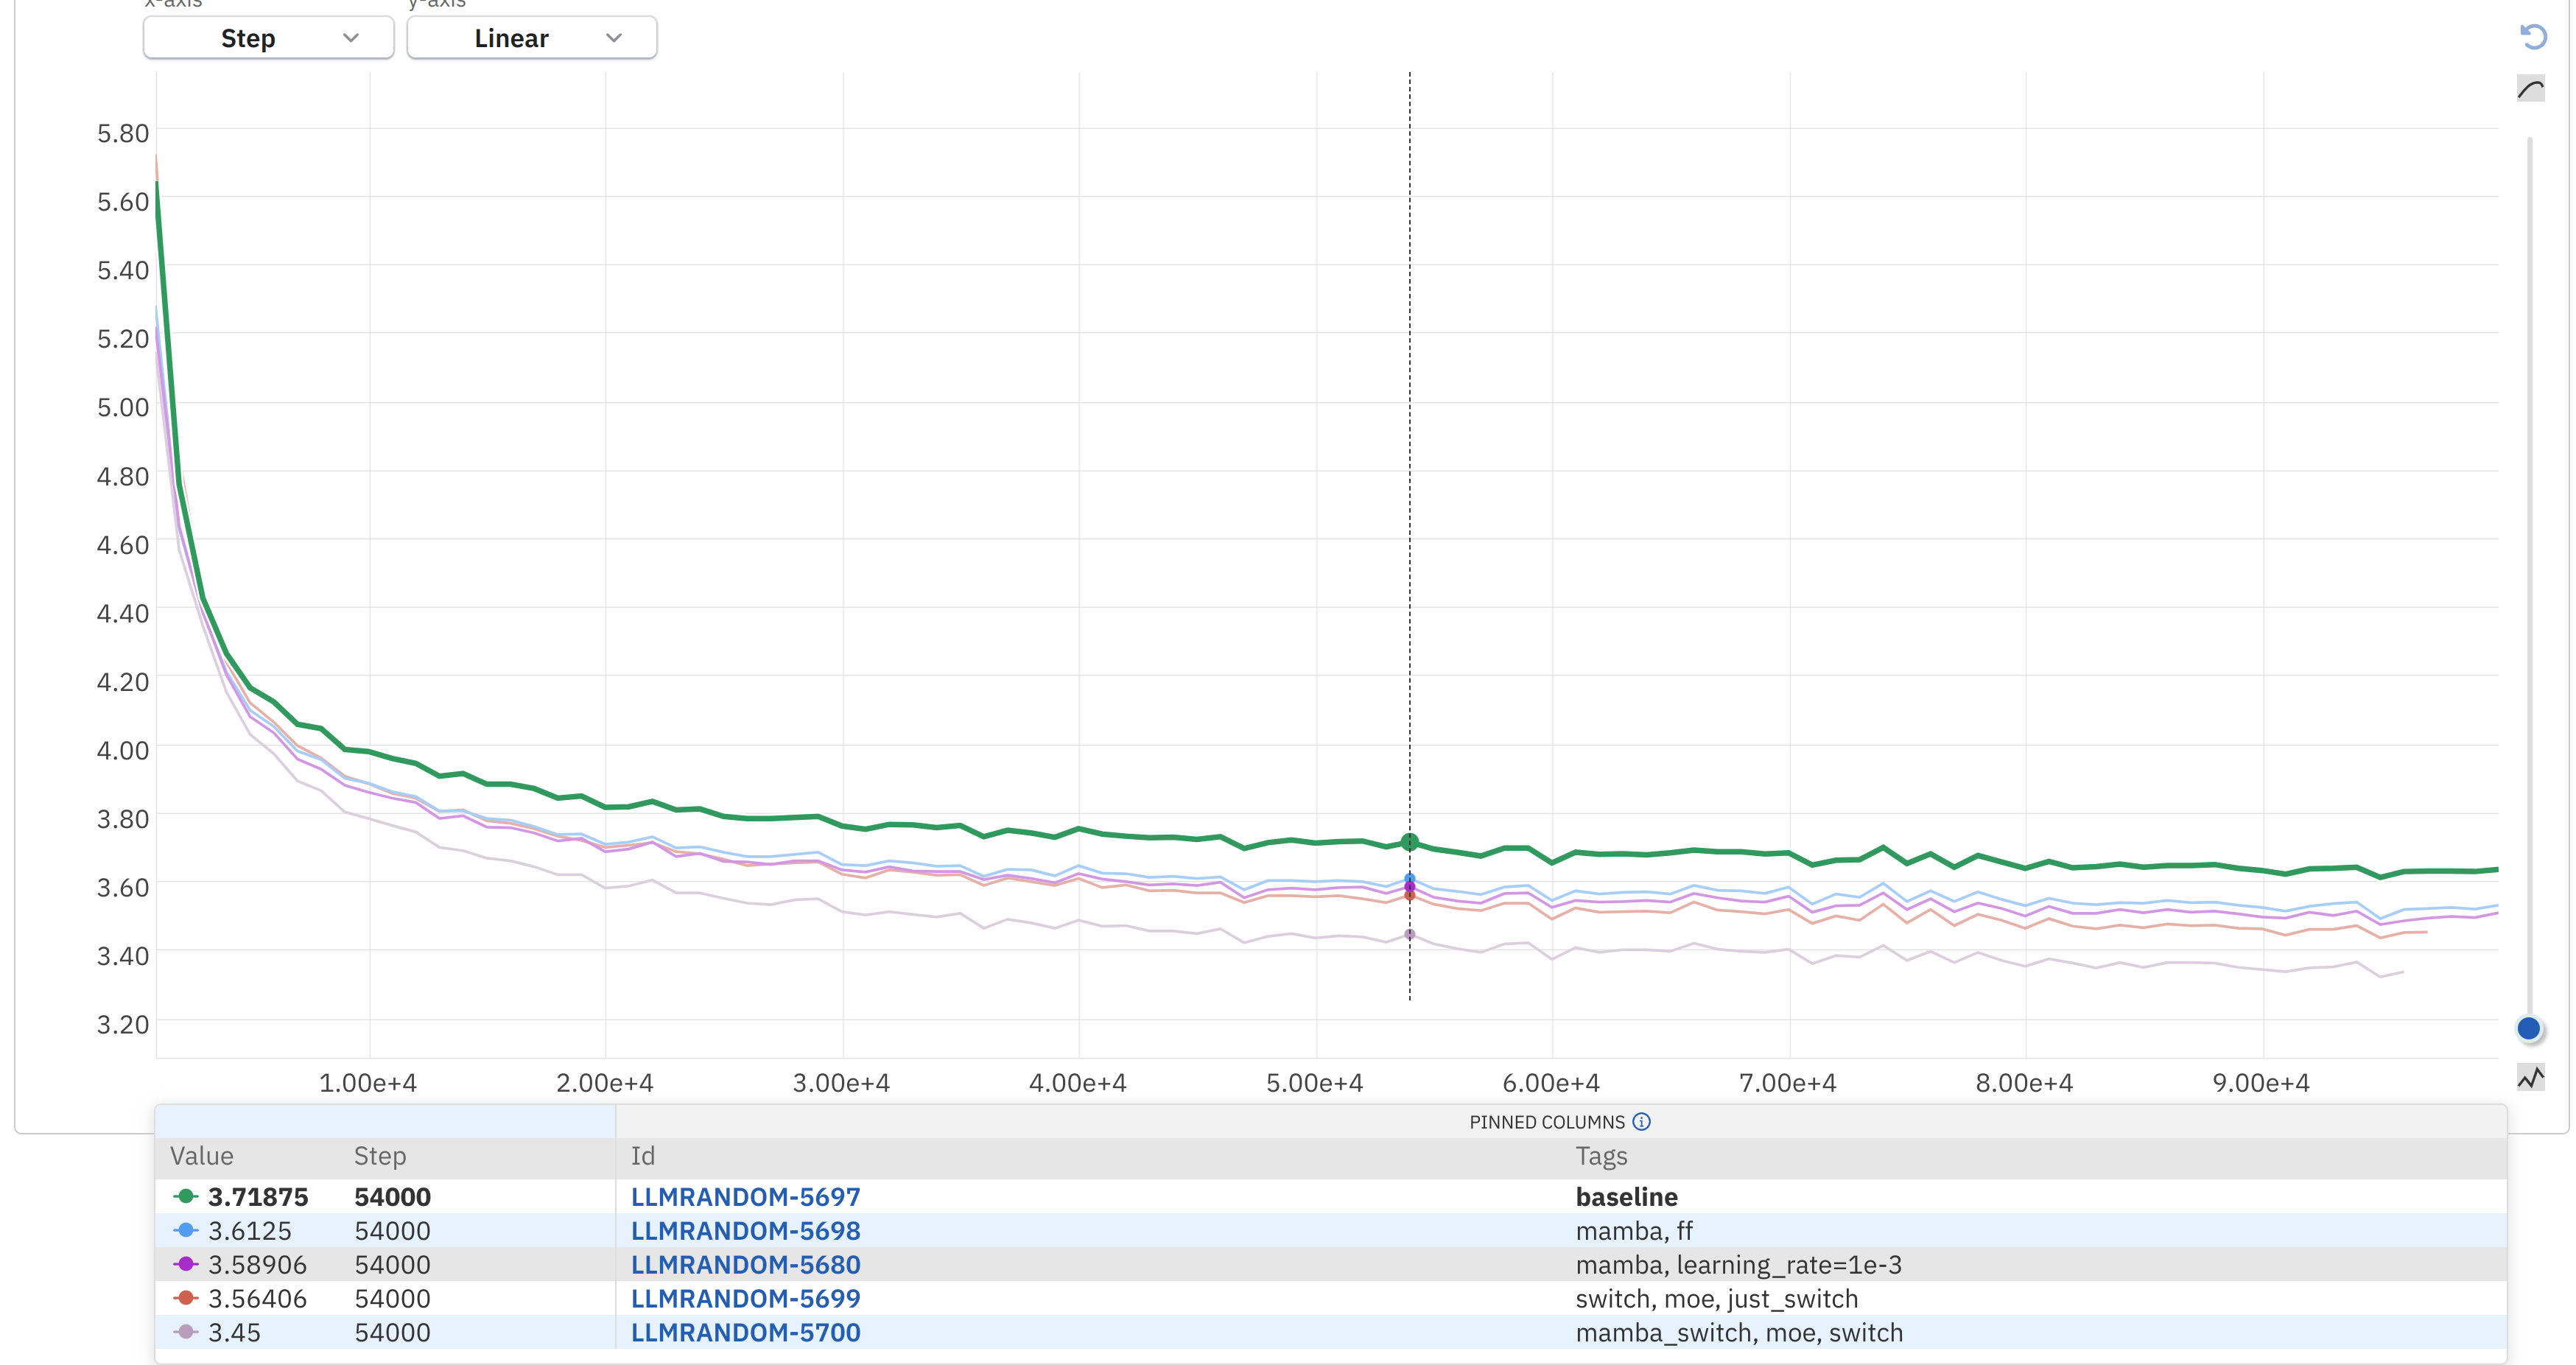 x-axis y-axis
Step Linear
5.80
5.60
5.40
5.20
5.00
4.80
4.60
4.40
4.20
4.00
3.80
3.60
3.40
3.20
1.00e+4 2.00e+4 3.00e+4 4.00e+4 5.00e+4 6.00e+4 7.00e+4 8.00e+4 9.00e+4
PINNED COLUMNS
Value Step Id Tags
3.71875 54000 LLMRANDOM-5697 baseline
3.6125 54000 LLMRANDOM-5698 mamba, ff
3.58906 54000 LLMRANDOM-5680 mamba, learning_rate=1e-3
3.56406 54000 LLMRANDOM-5699 switch, moe, just_switch
3.45 54000 LLMRANDOM-5700 mamba_switch, moe, switch